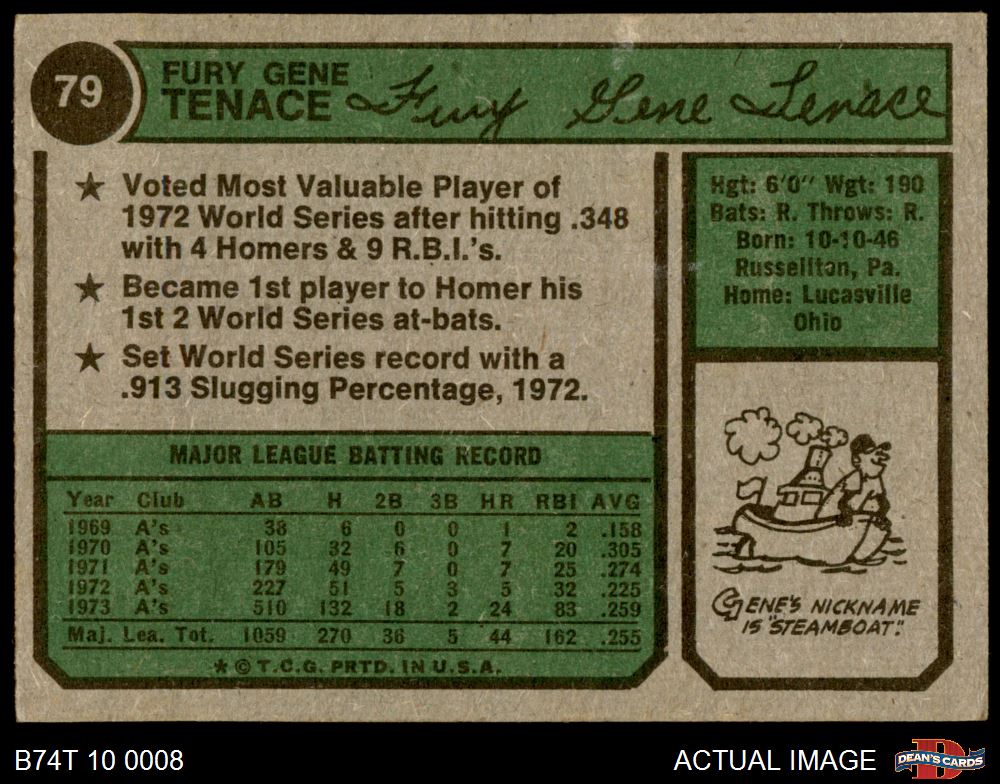 79
FURY GENE
TENACE
Fury Gene Tenace
★ Voted Most Valuable Player of
1972 World Series after hitting .348
with 4 Homers & 9 R.B.I.'s.
★ Became 1st player to Homer his
1st 2 World Series at-bats.
★ Set World Series record with a
.913 Slugging Percentage, 1972.
Hgt: 6'0" Wgt: 190
Bats: R. Throws: R.
Born: 10-10-46
Russellton, Pa.
Home: Lucasville
Ohio
MAJOR LEAGUE BATTING RECORD
Year Club AB H 2B 3B HR RBI AVG
1969 A's 38 6 0 0 1 2 .158
1970 A's 105 32 6 0 7 20 .305
1971 A's 179 49 7 0 7 25 .274
1972 A's 227 51 5 3 5 32 .225
1973 A's 510 132 18 2 24 83 .259
Maj. Lea. Tot. 1059 270 36 5 44 162 .255
* © T.C.G. PRTD. IN U.S.A.
GENE'S NICKNAME
IS "STEAMBOAT."
B74T 10 0008
ACTUAL IMAGE
DEAN'S CARDS